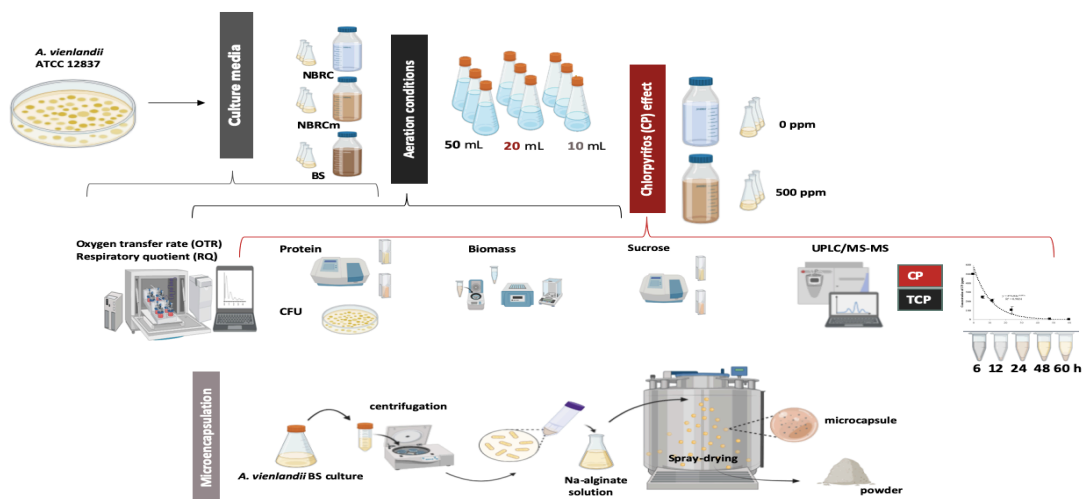 A. vienlandii
ATCC 12837
Culture media
NBRC
NBRCm
BS
Aeration conditions
50 mL
20 mL
10 mL
Chlorpyrifos (CP) effect
0 ppm
500 ppm
Oxygen transfer rate (OTR)
Respiratory quotient (RQ)
Protein
CFU
Biomass
Sucrose
UPLC/MS-MS
CP
TCP
6 12 24 48 60 h
Microencapsulation
A. vienlandii BS culture
centrifugation
Na-alginate
solution
Spray-drying
microcapsule
powder